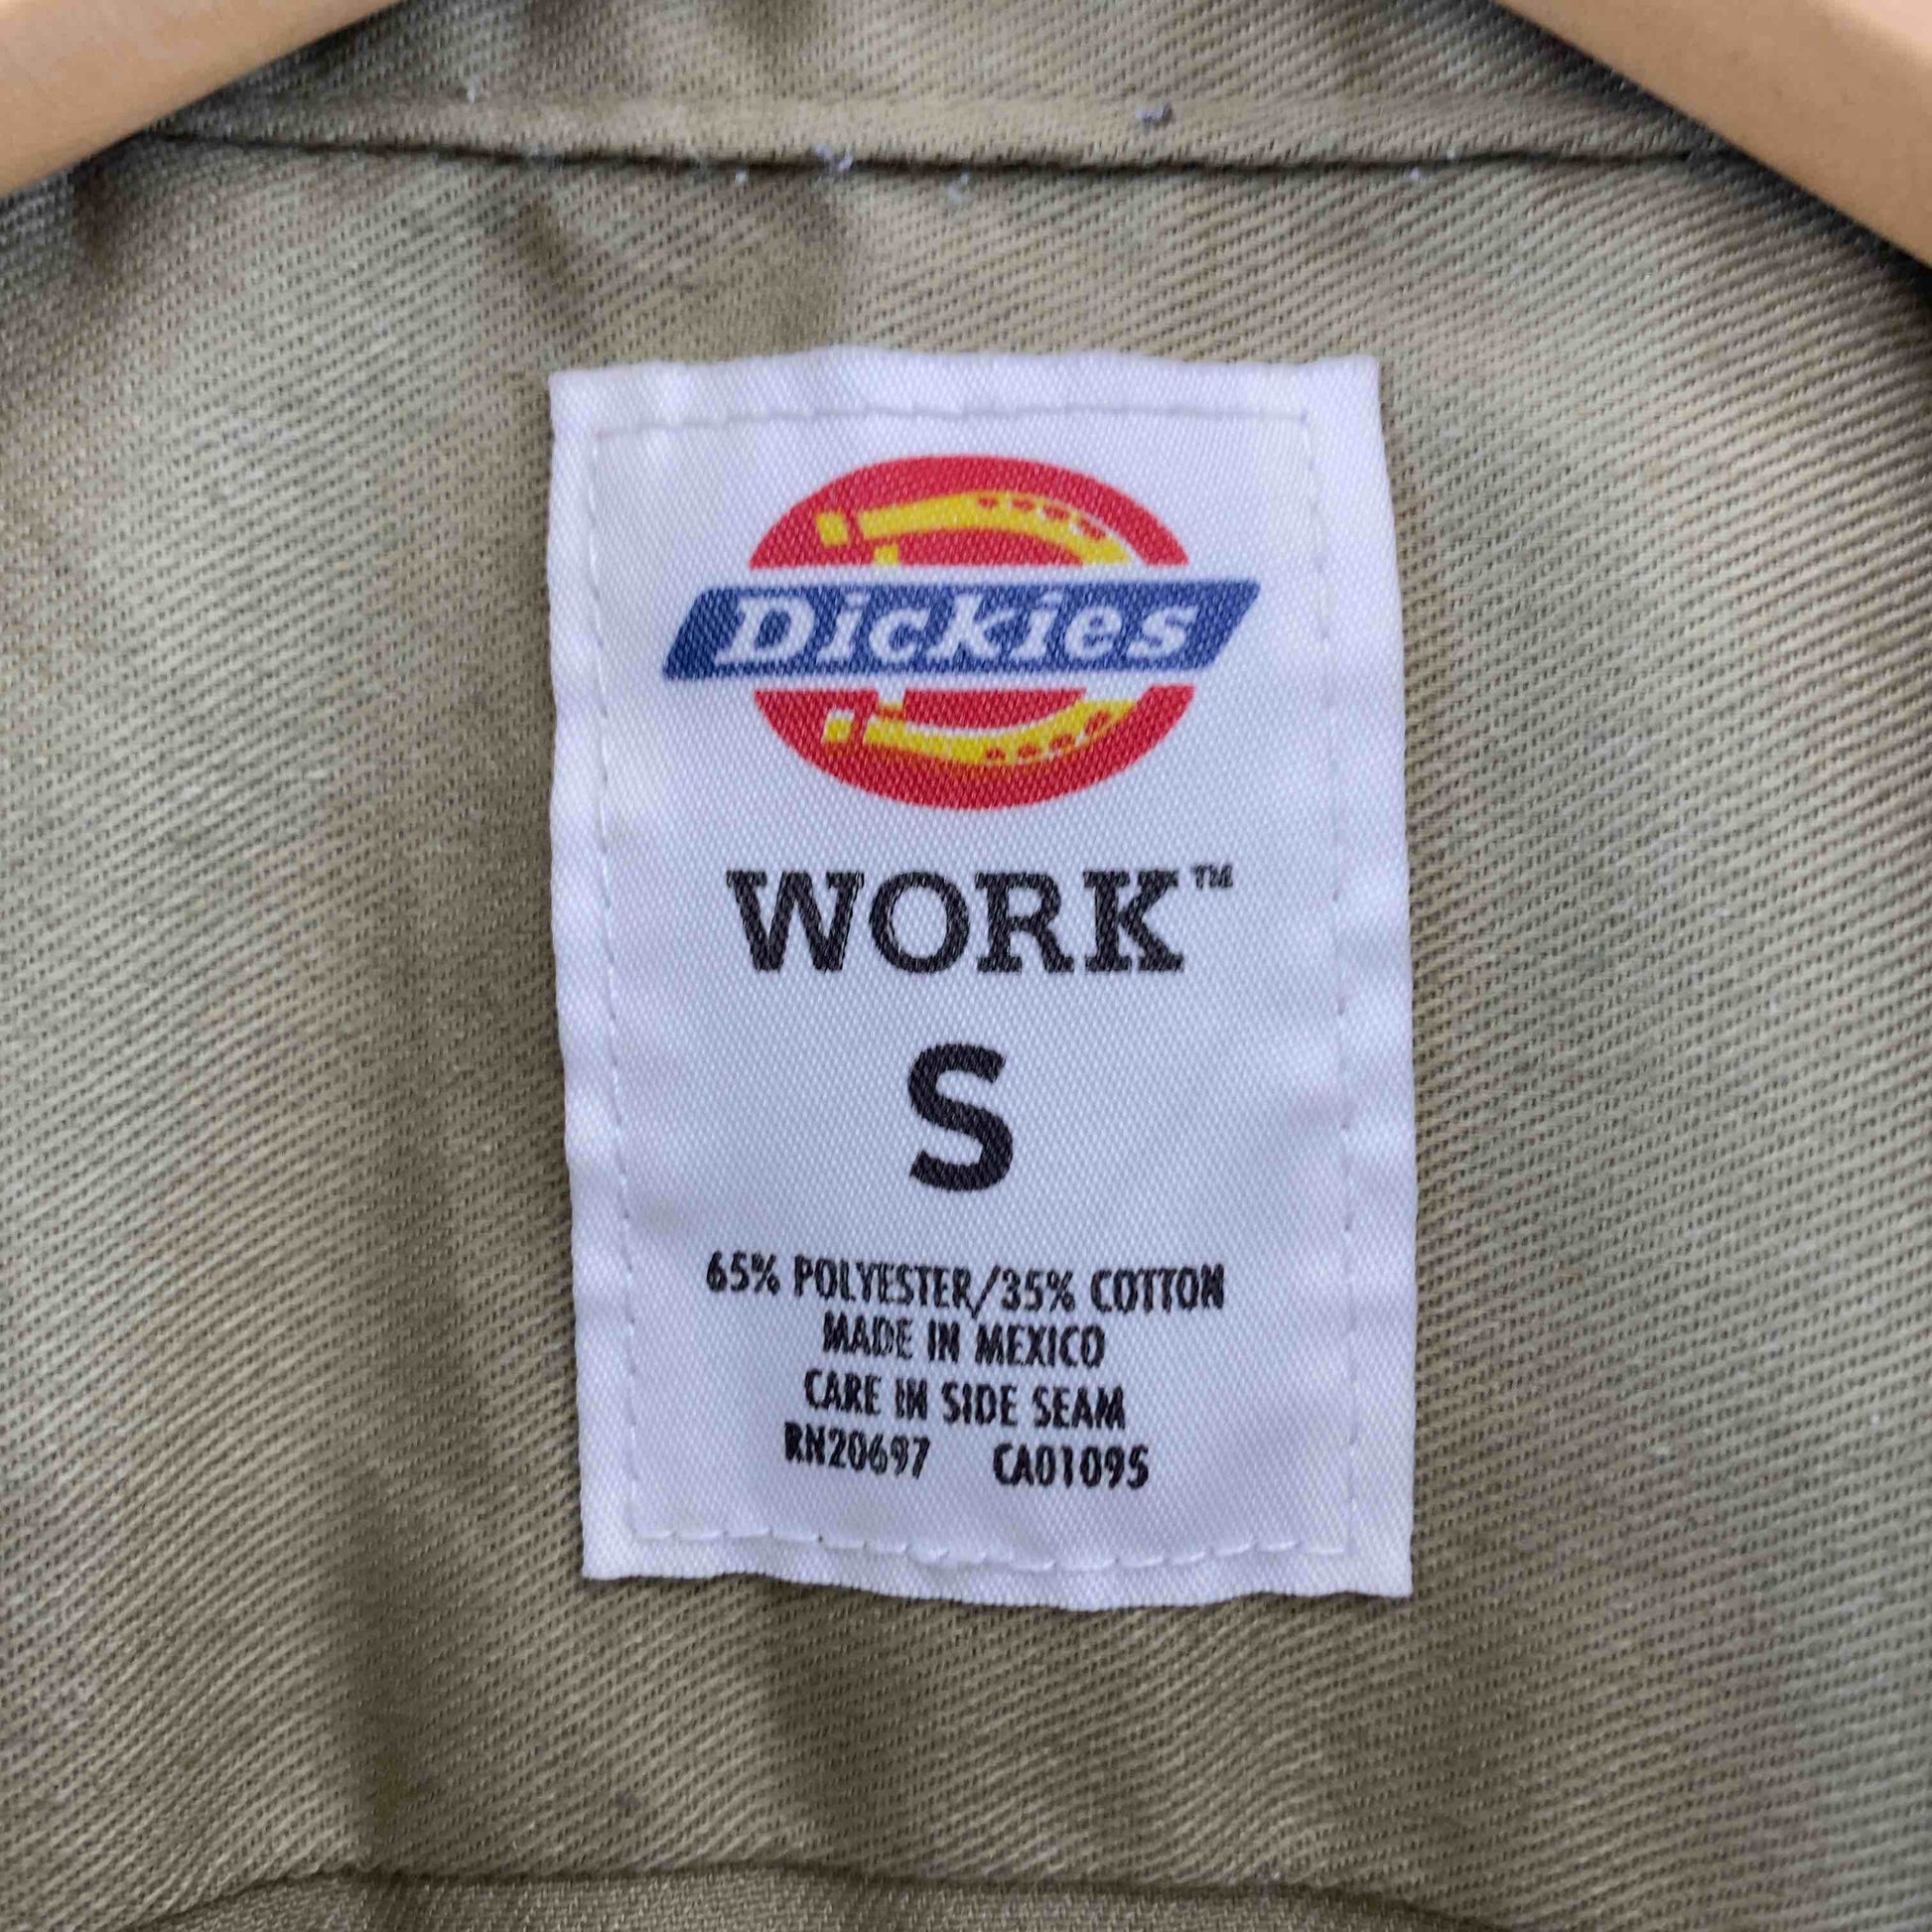 Dickies
WORK™
S
65% POLYESTER/35% COTTON
MADE IN MEXICO
CARE IN SIDE SEAM
RN20697 CA01095